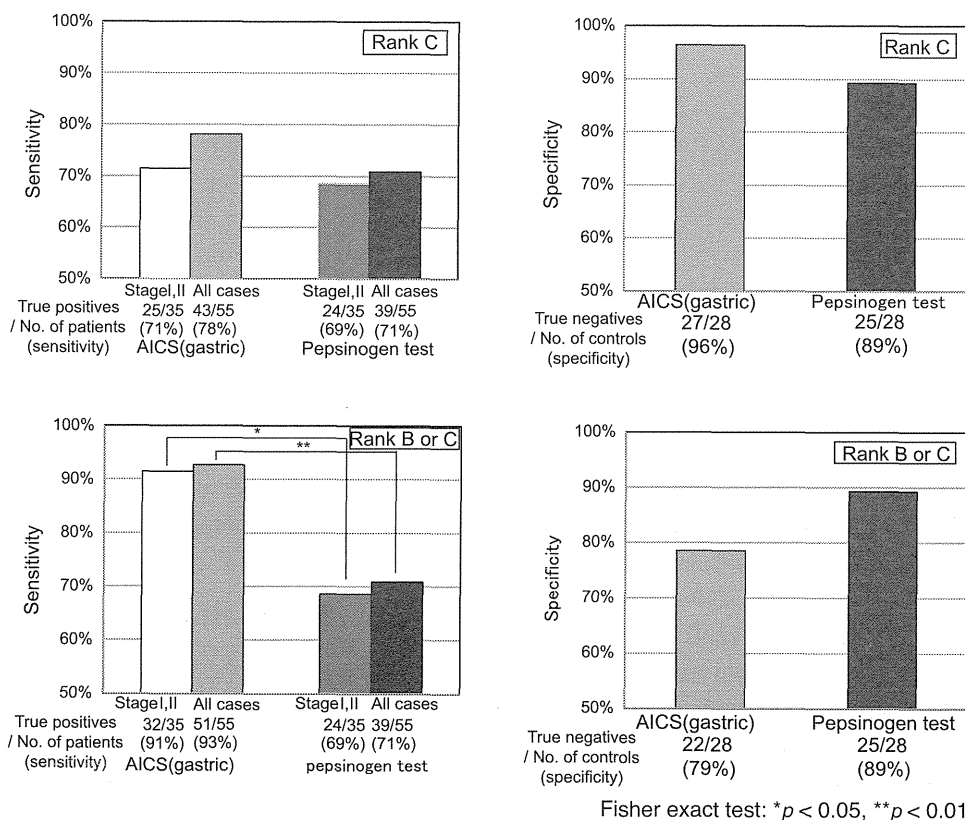 100%
90%
80%
70%
60%
50%
Sensitivity
Rank C
StageI,II All cases StageI,II All cases
True positives 25/35 43/55 24/35 39/55
/ No. of patients (71%) (78%) (69%) (71%)
(sensitivity) AICS(gastric) Pepsinogen test
100%
90%
80%
70%
60%
50%
Specificity
Rank C
AICS(gastric) Pepsinogen test
True negatives 27/28 25/28
/ No. of controls (96%) (89%)
(specificity)
100%
90%
80%
70%
60%
50%
Sensitivity
Rank B or C
*
**
StageI,II All cases StageI,II All cases
True positives 32/35 51/55 24/35 39/55
/ No. of patients (91%) (93%) (69%) (71%)
(sensitivity) AICS(gastric) pepsinogen test
100%
90%
80%
70%
60%
50%
Specificity
Rank B or C
AICS(gastric) Pepsinogen test
True negatives 22/28 25/28
/ No. of controls (79%) (89%)
(specificity)
Fisher exact test: *p < 0.05, **p < 0.01